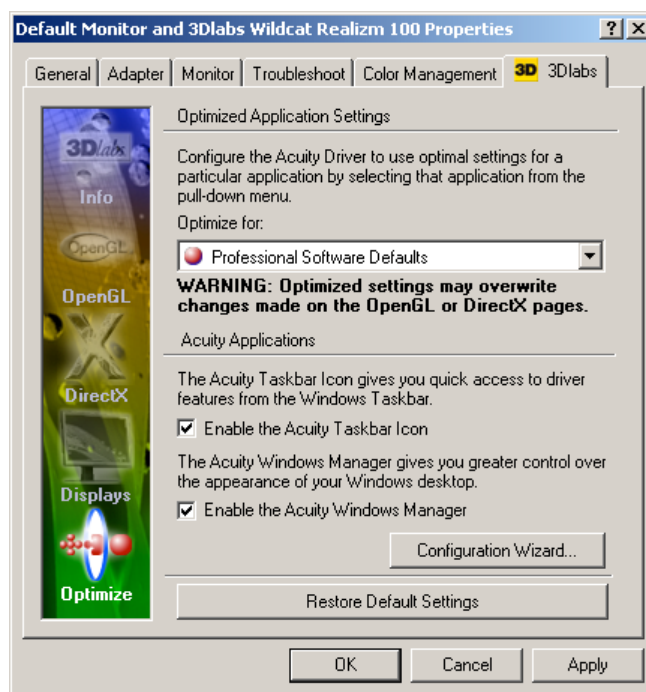 Default Monitor and 3Dlabs Wildcat Realizm 100 Properties
General Adapter Monitor Troubleshoot Color Management 3D 3Dlabs
3Dlabs
Info
OpenGL
OpenGL
DirectX
Displays
Optimize
Optimized Application Settings
Configure the Acuity Driver to use optimal settings for a
particular application by selecting that application from the
pull-down menu.
Optimize for:
Professional Software Defaults
WARNING: Optimized settings may overwrite
changes made on the OpenGL or DirectX pages.
Acuity Applications
The Acuity Taskbar Icon gives you quick access to driver
features from the Windows Taskbar.
Enable the Acuity Taskbar Icon
The Acuity Windows Manager gives you greater control over
the appearance of your Windows desktop.
Enable the Acuity Windows Manager
Configuration Wizard...
Restore Default Settings
OK Cancel Apply